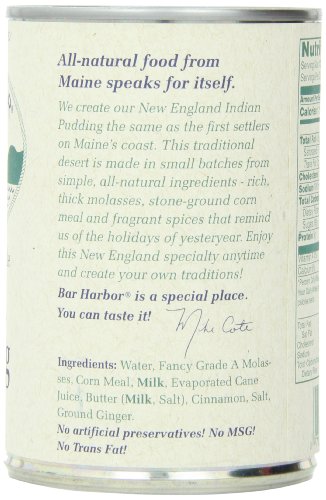 All-natural food from
Maine speaks for itself.
We create our New England Indian
Pudding the same as the first settlers
on Maine's coast. This traditional
desert is made in small batches from
simple, all-natural ingredients - rich,
thick molasses, stone-ground corn
meal and fragrant spices that remind
us of the holidays of yesteryear. Enjoy
this New England specialty anytime
and create your own traditions!
Bar Harbor® is a special place.
You can taste it!
Mike Cote
Ingredients: Water, Fancy Grade A Molas-
ses, Corn Meal, Milk, Evaporated Cane
Juice, Butter (Milk, Salt), Cinnamon, Salt,
Ground Ginger.
No artificial preservatives! No MSG!
No Trans Fat!